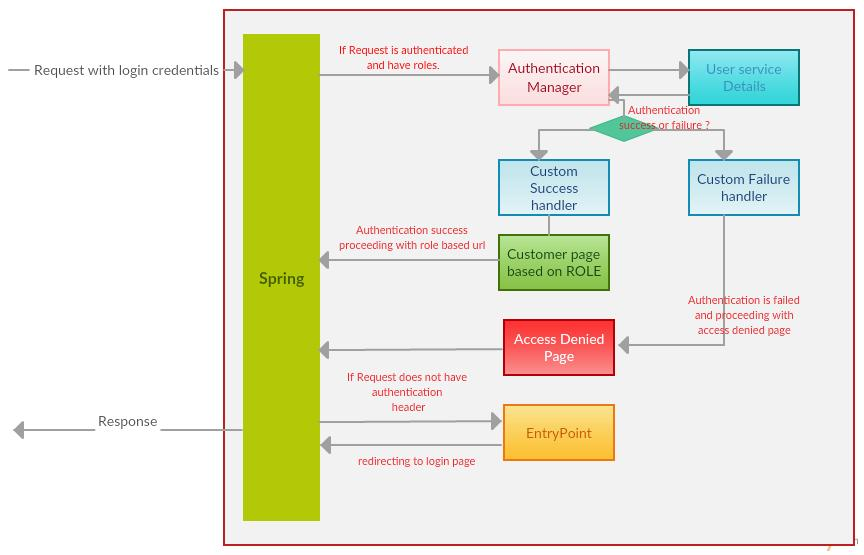 Request with login credentials
If Request is authenticated
and have roles.
Authentication
Manager
User service
Details
Authentication
success or failure ?
Custom
Success
handler
Custom Failure
handler
Authentication success
proceeding with role based url
Customer page
based on ROLE
Spring
Authentication is failed
and proceeding with
access denied page
Access Denied
Page
If Request does not have
authentication
header
Response
EntryPoint
redirecting to login page